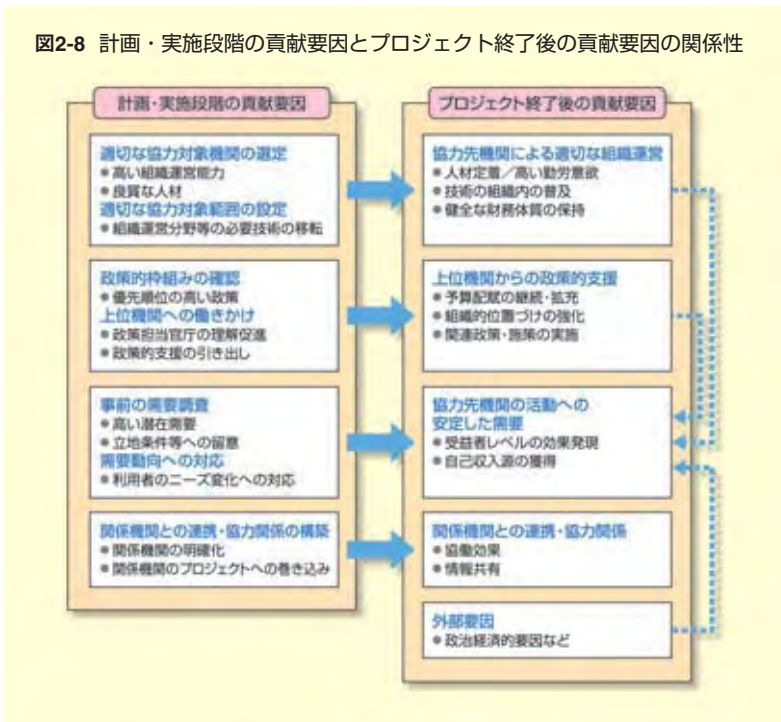 図2-8 計画・実施段階の貢献要因とプロジェクト終了後の貢献要因の関係性
計画・実施段階の貢献要因
適切な協力対象機関の選定
●高い組織運営能力
●良質な人材
適切な協力対象範囲の設定
●組織運営分野等の必要技術の移転
政策的枠組みの確認
●優先順位の高い政策
上位機関への働きかけ
●政策担当官庁の理解促進
●政策的支援の引き出し
事前の需要調査
●高い潜在需要
●立地条件等への留意
需要動向への対応
●利用者のニーズ変化への対応
関係機関との連携・協力関係の構築
●関係機関の明確化
●関係機関のプロジェクトへの巻き込み
プロジェクト終了後の貢献要因
協力先機関による適切な組織運営
●人材定着/高い勤労意欲
●技術の組織内の普及
●健全な財務体質の保持
上位機関からの政策的支援
●予算配賦の継続・拡充
●組織的位置づけの強化
●関連政策・施策の実施
協力先機関の活動への
安定した需要
●受益者レベルの効果発現
●自己収入源の獲得
関係機関との連携・協力関係
●協働効果
●情報共有
外部要因
●政治経済的要因など